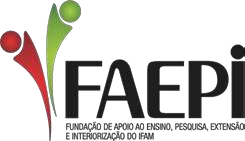 FAEPI
FUNDAÇÃO DE APOIO AO ENSINO, PESQUISA, EXTENSÃO
E INTERIORIZAÇÃO DO IFAM